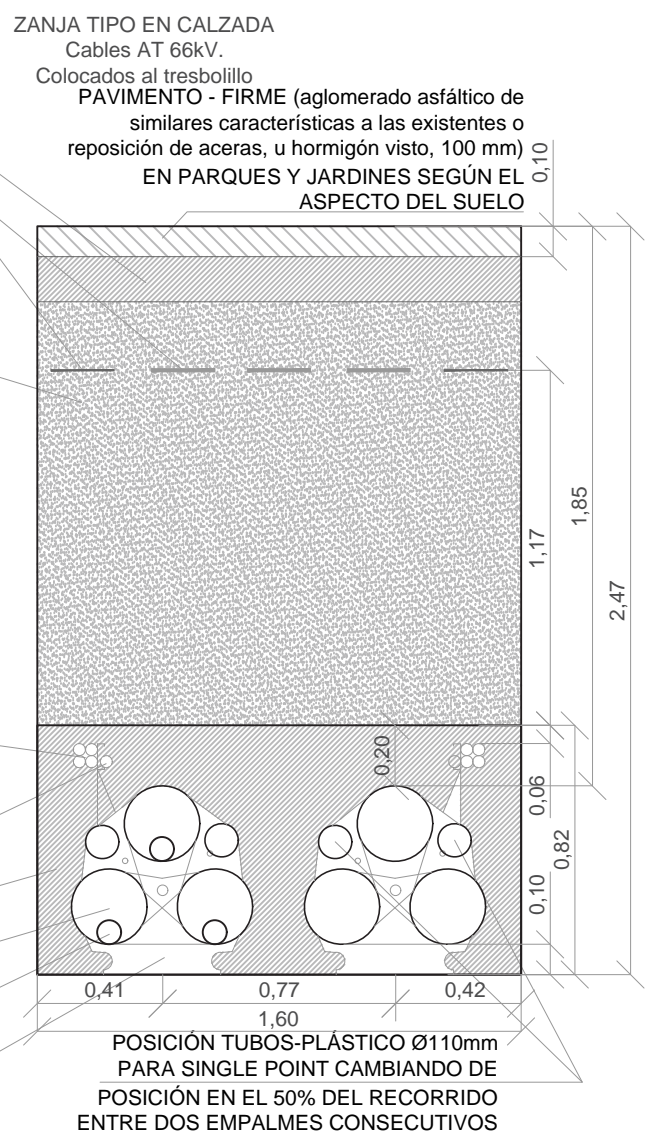 ZANJA TIPO EN CALZADA
Cables AT 66kV.
Colocados al tresbolillo
PAVIMENTO - FIRME (aglomerado asfáltico de
similares características a las existentes o
reposición de aceras, u hormigón visto, 100 mm)
EN PARQUES Y JARDINES SEGÚN EL
ASPECTO DEL SUELO
0,10
1,85
1,17
2,47
0,20
0,06
0,82
0,10
0,41
0,77
0,42
1,60
POSICIÓN TUBOS-PLÁSTICO Ø110mm
PARA SINGLE POINT CAMBIANDO DE
POSICIÓN EN EL 50% DEL RECORRIDO
ENTRE DOS EMPALMES CONSECUTIVOS